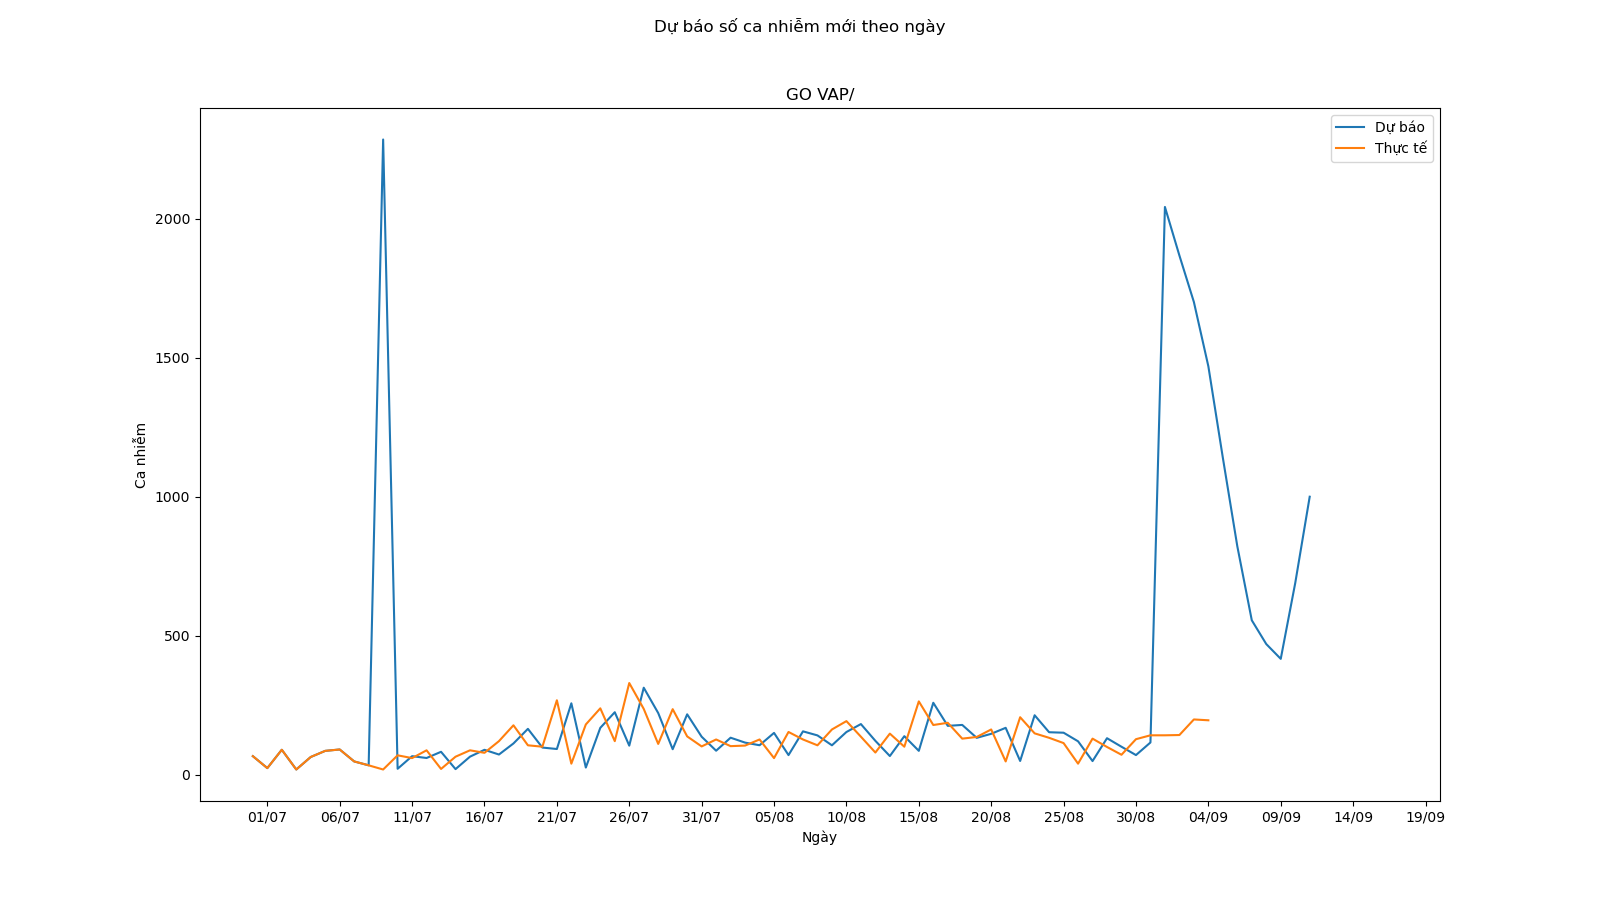 Dự báo số ca nhiễm mới theo ngày
GO VAP/
Dự báo
Thực tế
2000
1500
1000
500
0
Ca nhiễm
01/07 06/07 11/07 16/07 21/07 26/07 31/07 05/08 10/08 15/08 20/08 25/08 30/08 04/09 09/09 14/09 19/09
Ngày